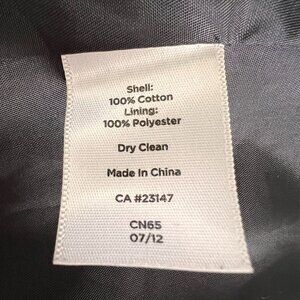 Shell:
100% Cotton
Lining:
100% Polyester
Dry Clean
Made In China
CA #23147
CN65
07/12